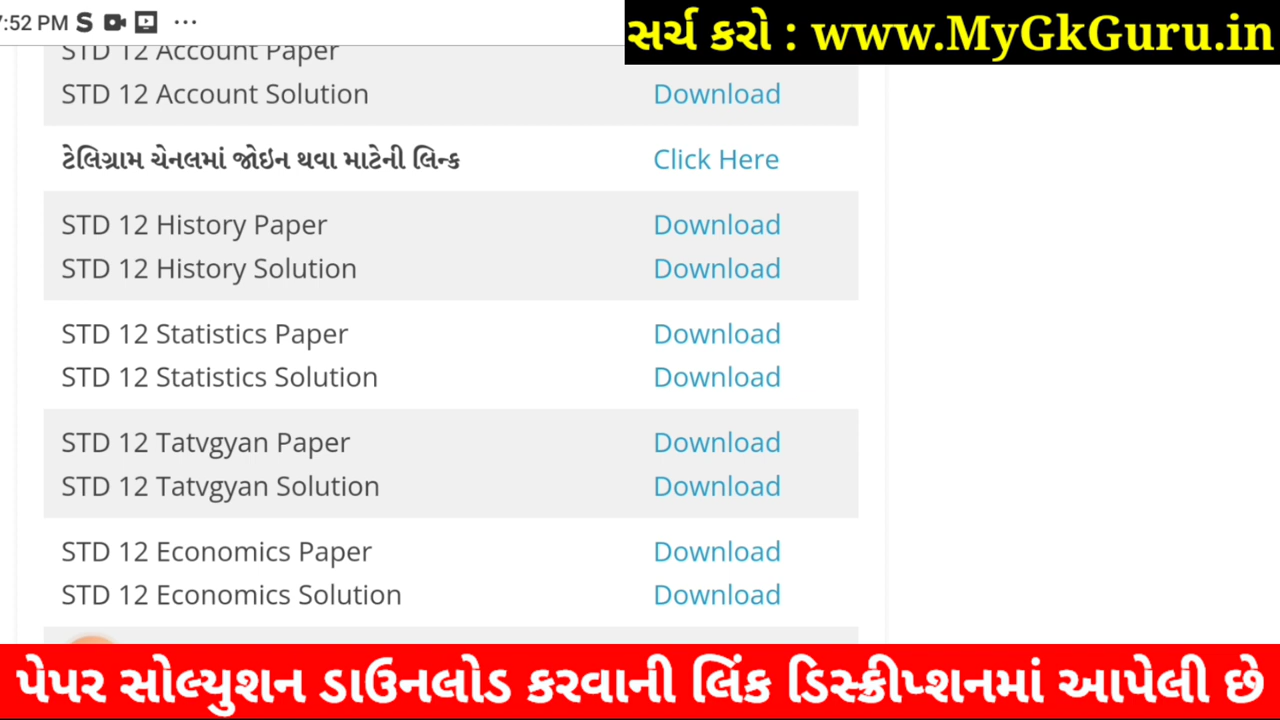 :52 PM S ...
સર્ચ કરો : www.MyGkGuru.in
STD 12 Account Paper
STD 12 Account Solution Download
ટેલિગ્રામ ચેનલમાં જોઇન થવા માટેની લિન્ક Click Here
STD 12 History Paper Download
STD 12 History Solution Download
STD 12 Statistics Paper Download
STD 12 Statistics Solution Download
STD 12 Tatvgyan Paper Download
STD 12 Tatvgyan Solution Download
STD 12 Economics Paper Download
STD 12 Economics Solution Download
પેપર સોલ્યુશન ડાઉનલોડ કરવાની લિંક ડિસ્ક્રીપ્શનમાં આપેલી છે